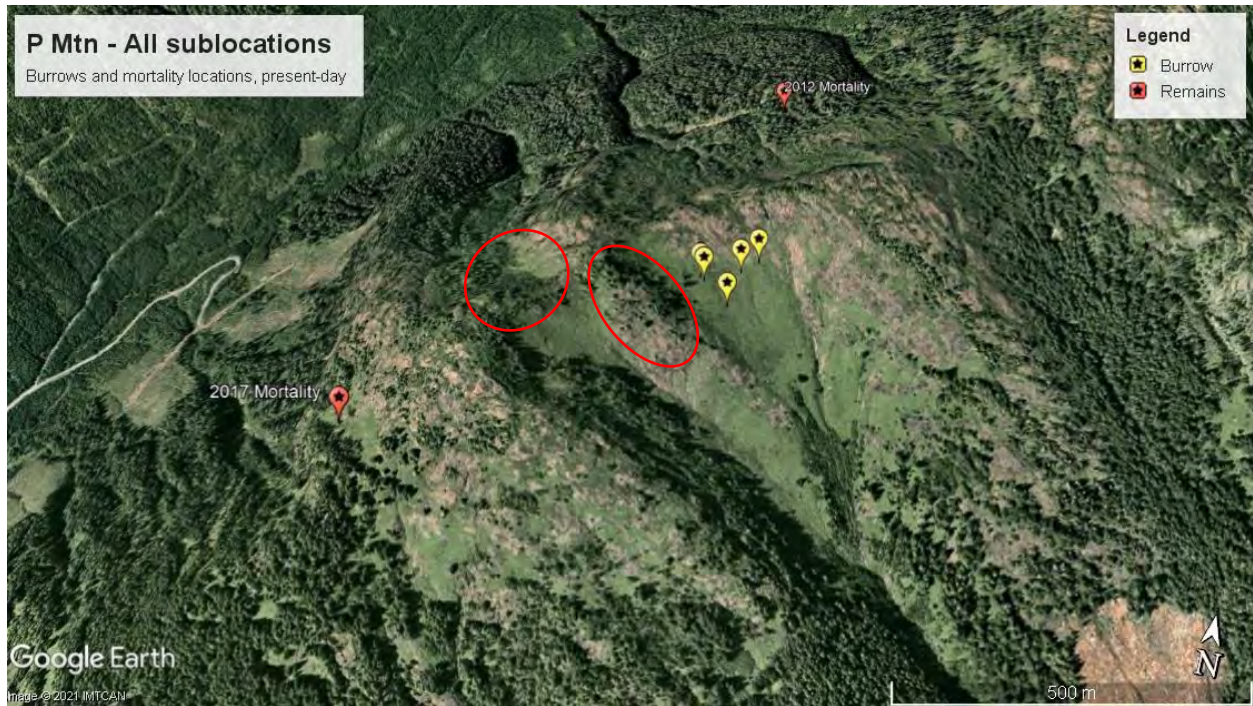 P Mtn - All sublocations
Burrows and mortality locations, present-day
Legend
Burrow
Remains
2012 Mortality
2017 Mortality
Google Earth
Image © 2021 IMTCAN
500 m
N